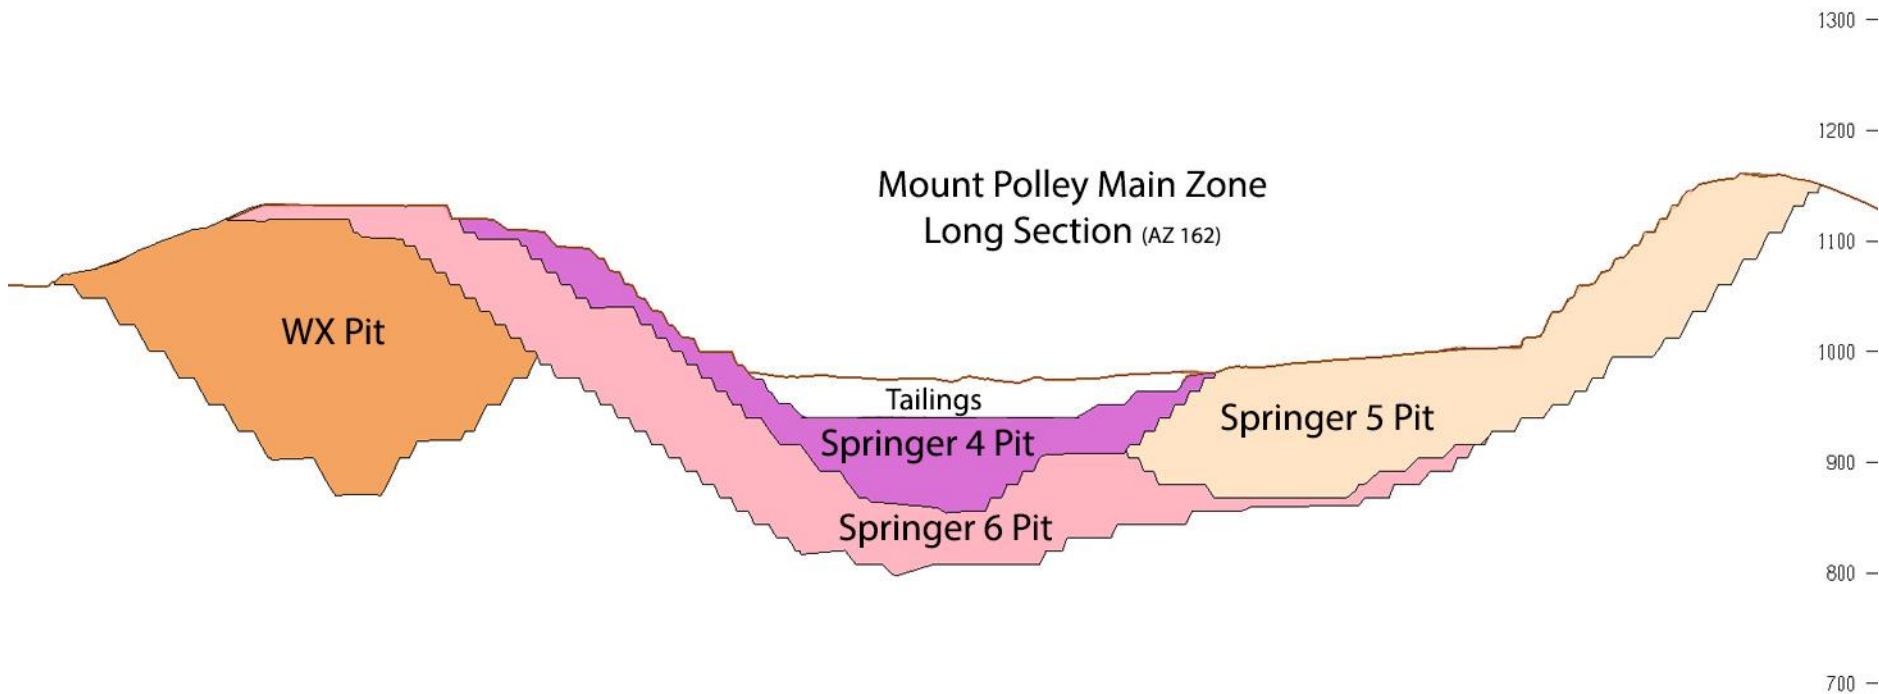 1300
1200
Mount Polley Main Zone
Long Section (AZ 162)
1100
WX Pit
1000
Tailings
Springer 5 Pit
Springer 4 Pit
900
Springer 6 Pit
800
700